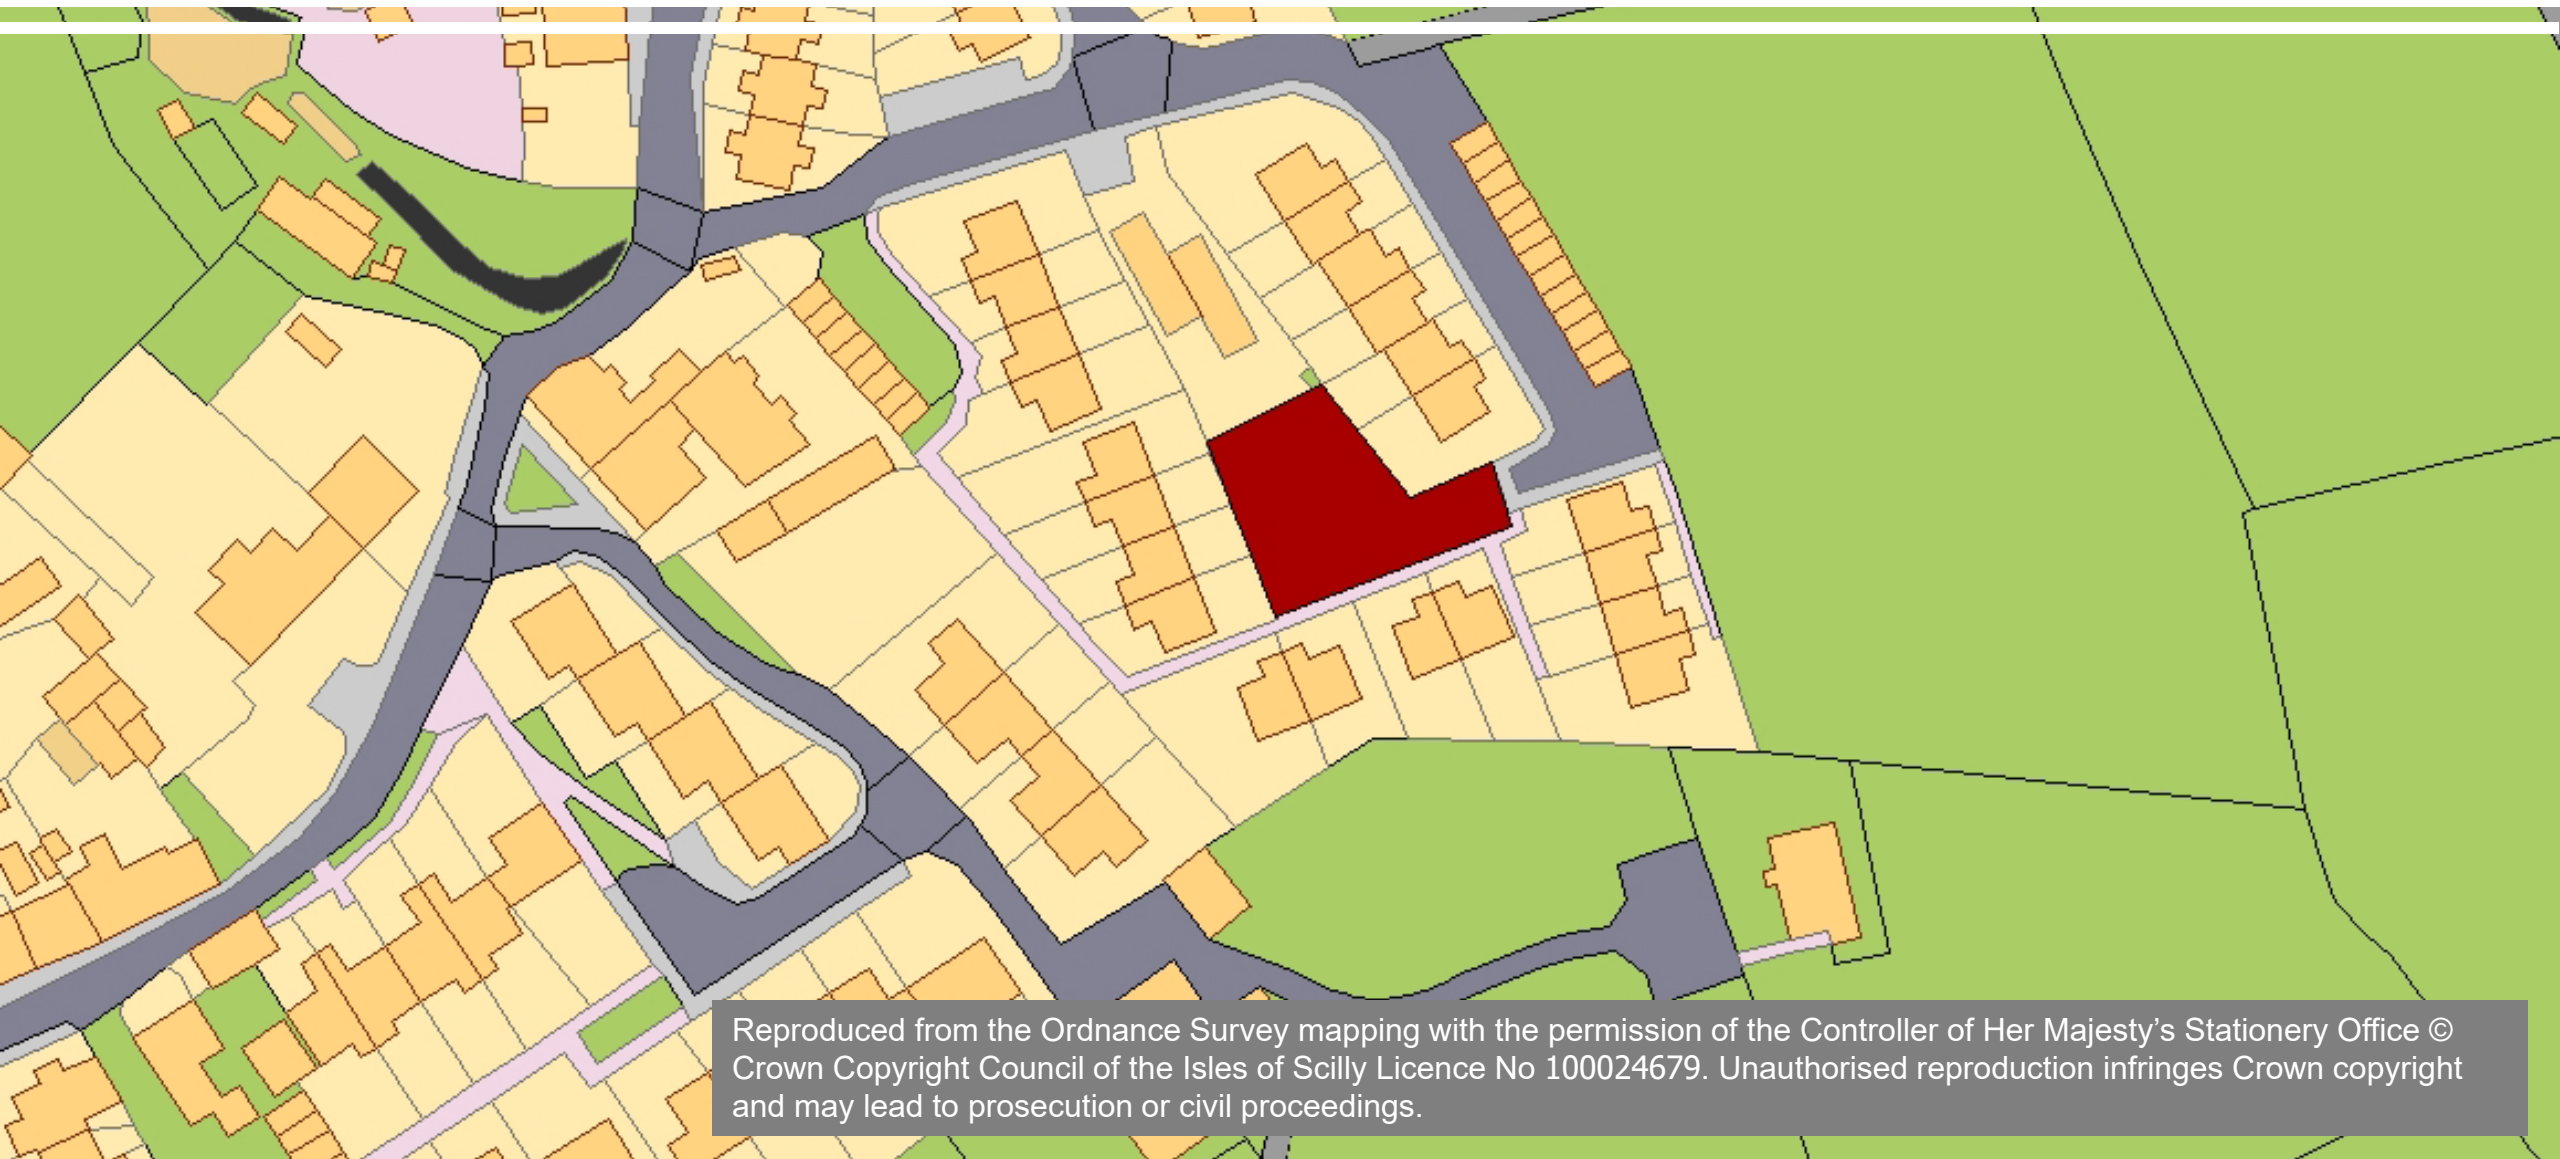 Reproduced from the Ordnance Survey mapping with the permission of the Controller of Her Majesty’s Stationery Office ©
Crown Copyright Council of the Isles of Scilly Licence No 100024679. Unauthorised reproduction infringes Crown copyright
and may lead to prosecution or civil proceedings.